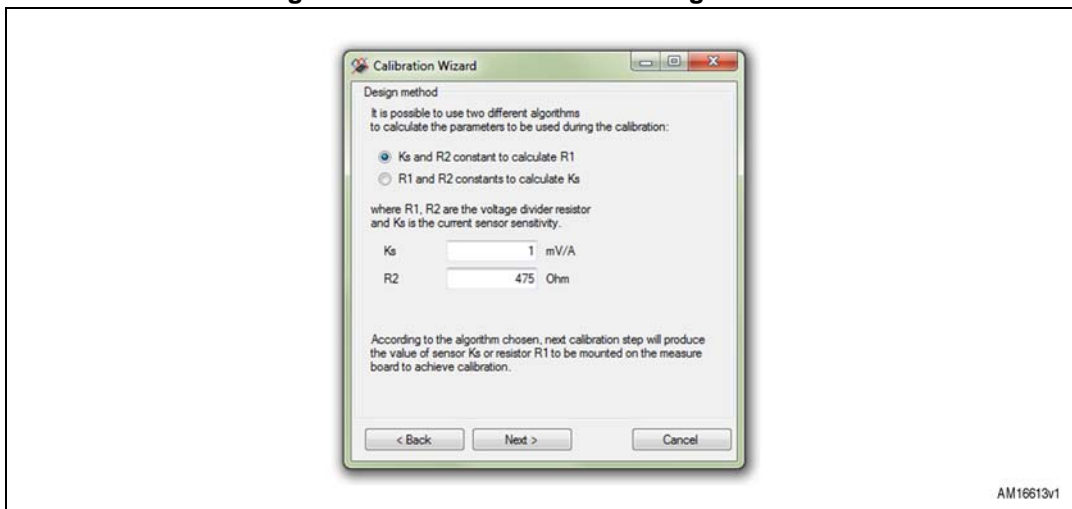 Calibration Wizard
Design method
It is possible to use two different algorithms
to calculate the parameters to be used during the calibration:
Ks and R2 constant to calculate R1
R1 and R2 constants to calculate Ks
where R1, R2 are the voltage divider resistor
and Ks is the current sensor sensitivity.
Ks 1 mV/A
R2 475 Ohm
According to the algorithm chosen, next calibration step will produce
the value of sensor Ks or resistor R1 to be mounted on the measure
board to achieve calibration.
< Back Next > Cancel
AM16613v1